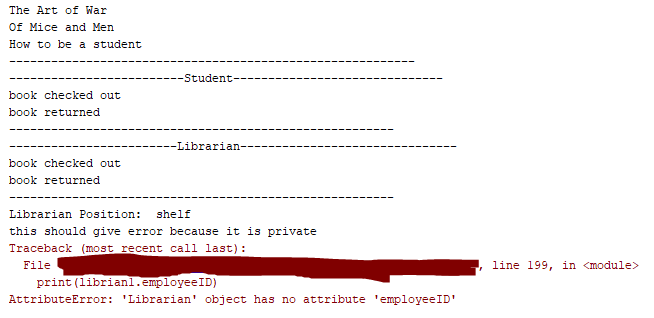 The Art of War
Of Mice and Men
How to be a student
----------------------------------------------------------
-------------------------Student------------------------------
book checked out
book returned
-------------------------------------------------------
------------------------Librarian-------------------------------
book checked out
book returned
-------------------------------------------------------
Librarian Position:  shelf
this should give error because it is private
Traceback (most recent call last):
  File , line 199, in <module>
    print(librian1.employeeID)
AttributeError: 'Librarian' object has no attribute 'employeeID'